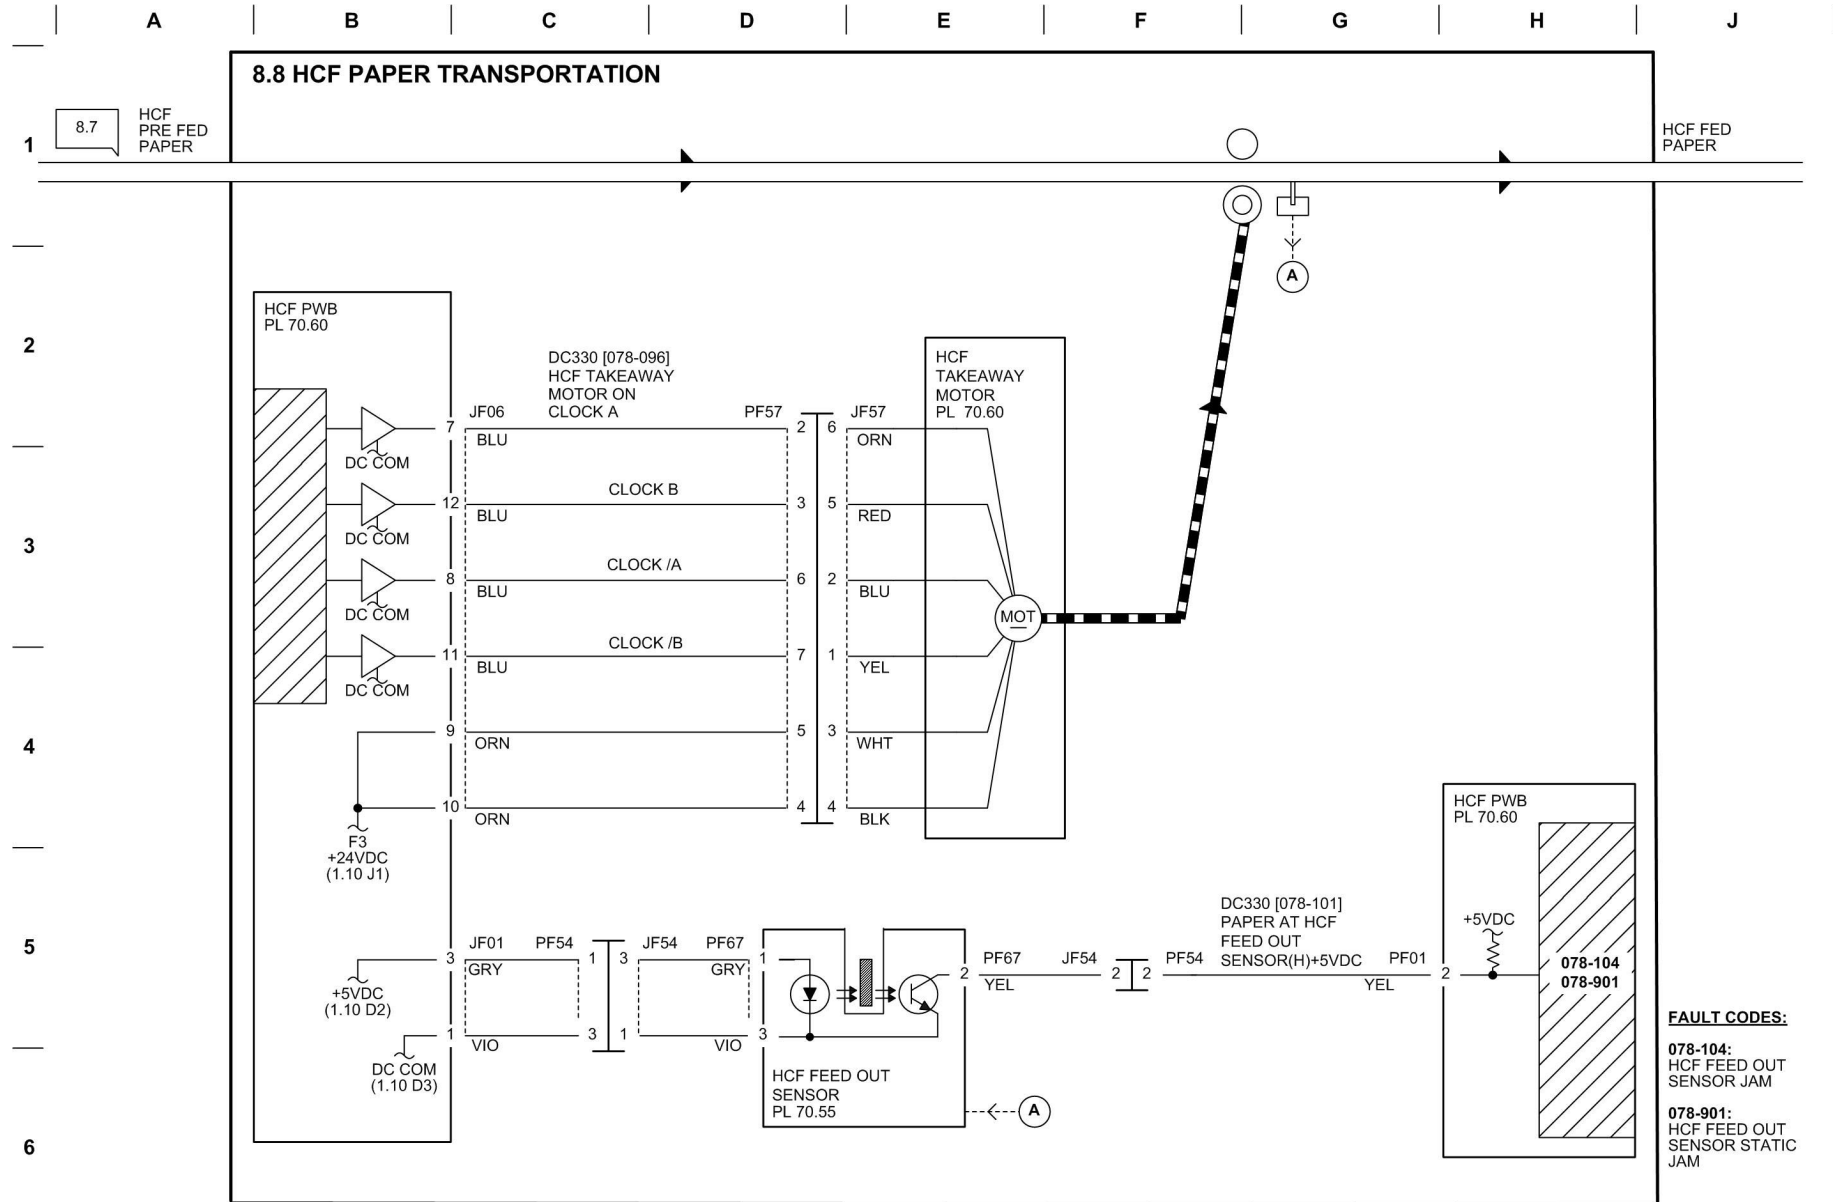 A B C D E F G H J
8.8 HCF PAPER TRANSPORTATION
8.7
HCF
PRE FED
PAPER
1
HCF FED
PAPER
A
2
HCF PWB
PL 70.60
DC330 [078-096]
HCF TAKEAWAY
MOTOR ON
CLOCK A
HCF
TAKEAWAY
MOTOR
PL 70.60
JF06 PF57 JF57
7 BLU 2 6 ORN
DC COM
12 BLU CLOCK B 3 5 RED
DC COM
3
8 BLU CLOCK /A 6 2 BLU
DC COM
MOT
11 BLU CLOCK /B 7 1 YEL
DC COM
4
9 ORN 5 3 WHT
10 ORN 4 4 BLK
F3
+24VDC
(1.10 J1)
HCF PWB
PL 70.60
5
JF01 PF54 JF54 PF67
3 GRY 1 3 GRY 1
+5VDC
(1.10 D2)
1 VIO 3 1 VIO 3
DC COM
(1.10 D3)
HCF FEED OUT
SENSOR
PL 70.55
A
2 PF67 YEL JF54 2 2 PF54
DC330 [078-101]
PAPER AT HCF
FEED OUT
SENSOR(H)+5VDC
PF01
YEL 2
+5VDC
078-104
078-901
6
FAULT CODES:
078-104:
HCF FEED OUT
SENSOR JAM
078-901:
HCF FEED OUT
SENSOR STATIC
JAM